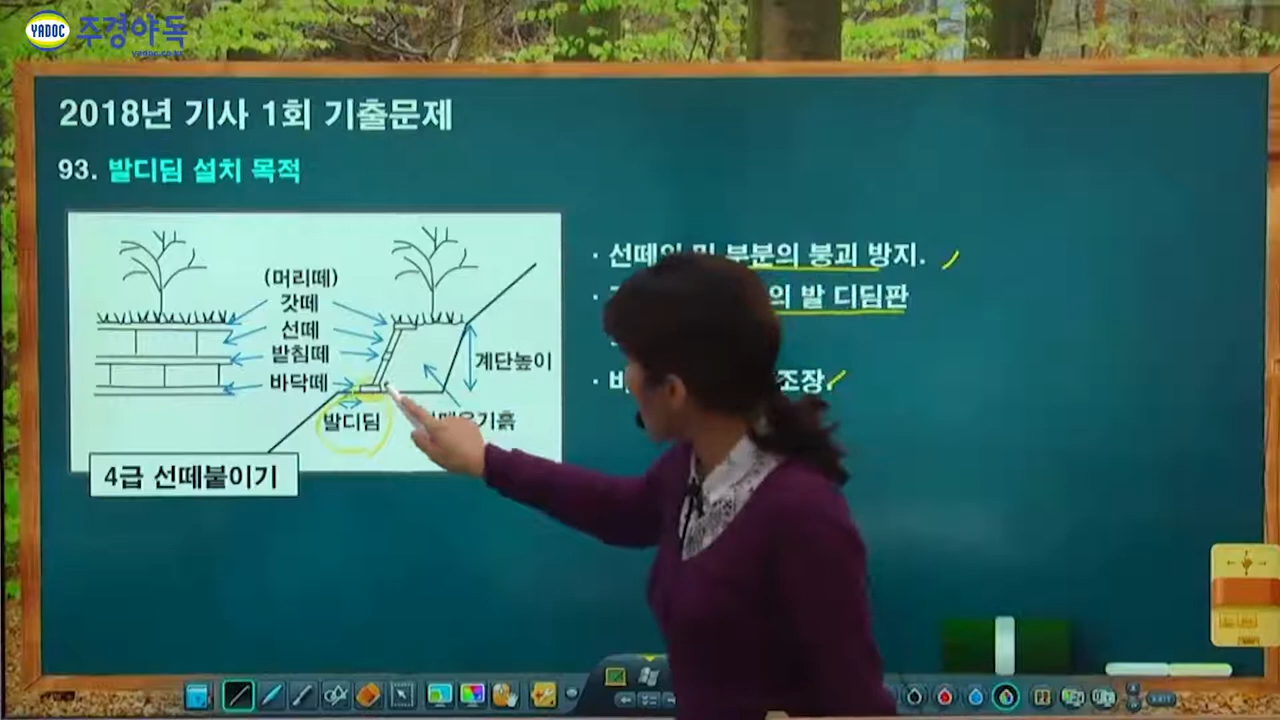 YADOC 주경야독
yadoc.co.kr
2018년 기사 1회 기출문제
93. 발디딤 설치 목적
(머리떼)
갓떼
선떼
받침떼
계단높이
바닥떼
발디딤
4급 선떼붙이기
· 선떼의 밑 부분의 붕괴 방지.
의 발 디딤판
조장.